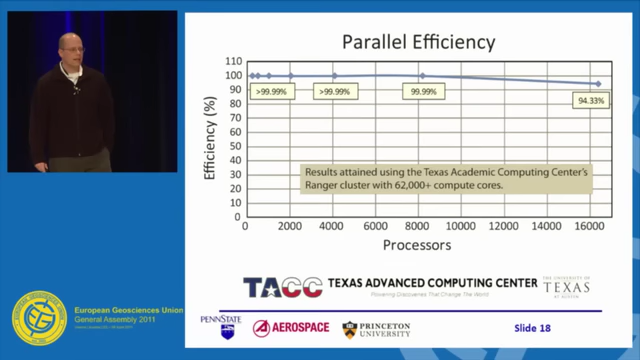 Parallel Efficiency
110
100
90
80
70
60
50
40
30
20
10
0
Efficiency (%)
>99.99%
>99.99%
99.99%
94.33%
Results attained using the Texas Academic Computing Center's
Ranger cluster with 62,000+ compute cores.
0 2000 4000 6000 8000 10000 12000 14000 16000
Processors
TACC TEXAS ADVANCED COMPUTING CENTER
Powering Discoveries That Change The World
THE UNIVERSITY OF
TEXAS
AT AUSTIN
European Geosciences Union
General Assembly 2011
PENNSTATE
AEROSPACE
PRINCETON
UNIVERSITY
Slide 18